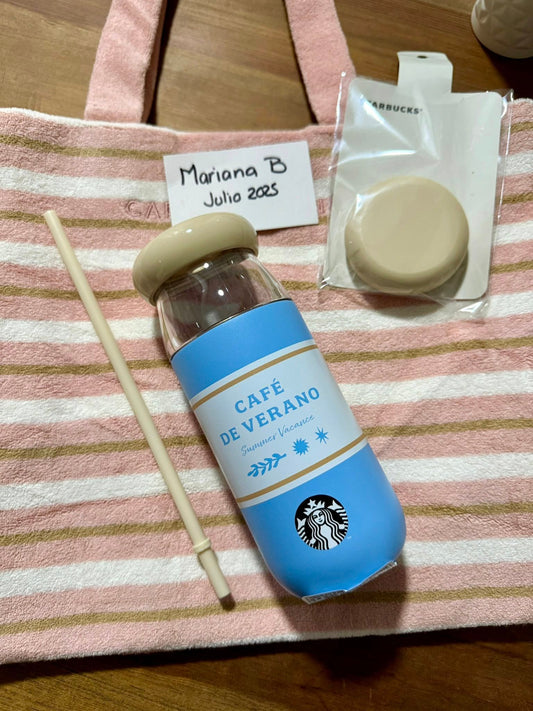 STARBUCKS
Mariana B
Julio 2025
CAFÉ
DE VERANO
Summer Vacance